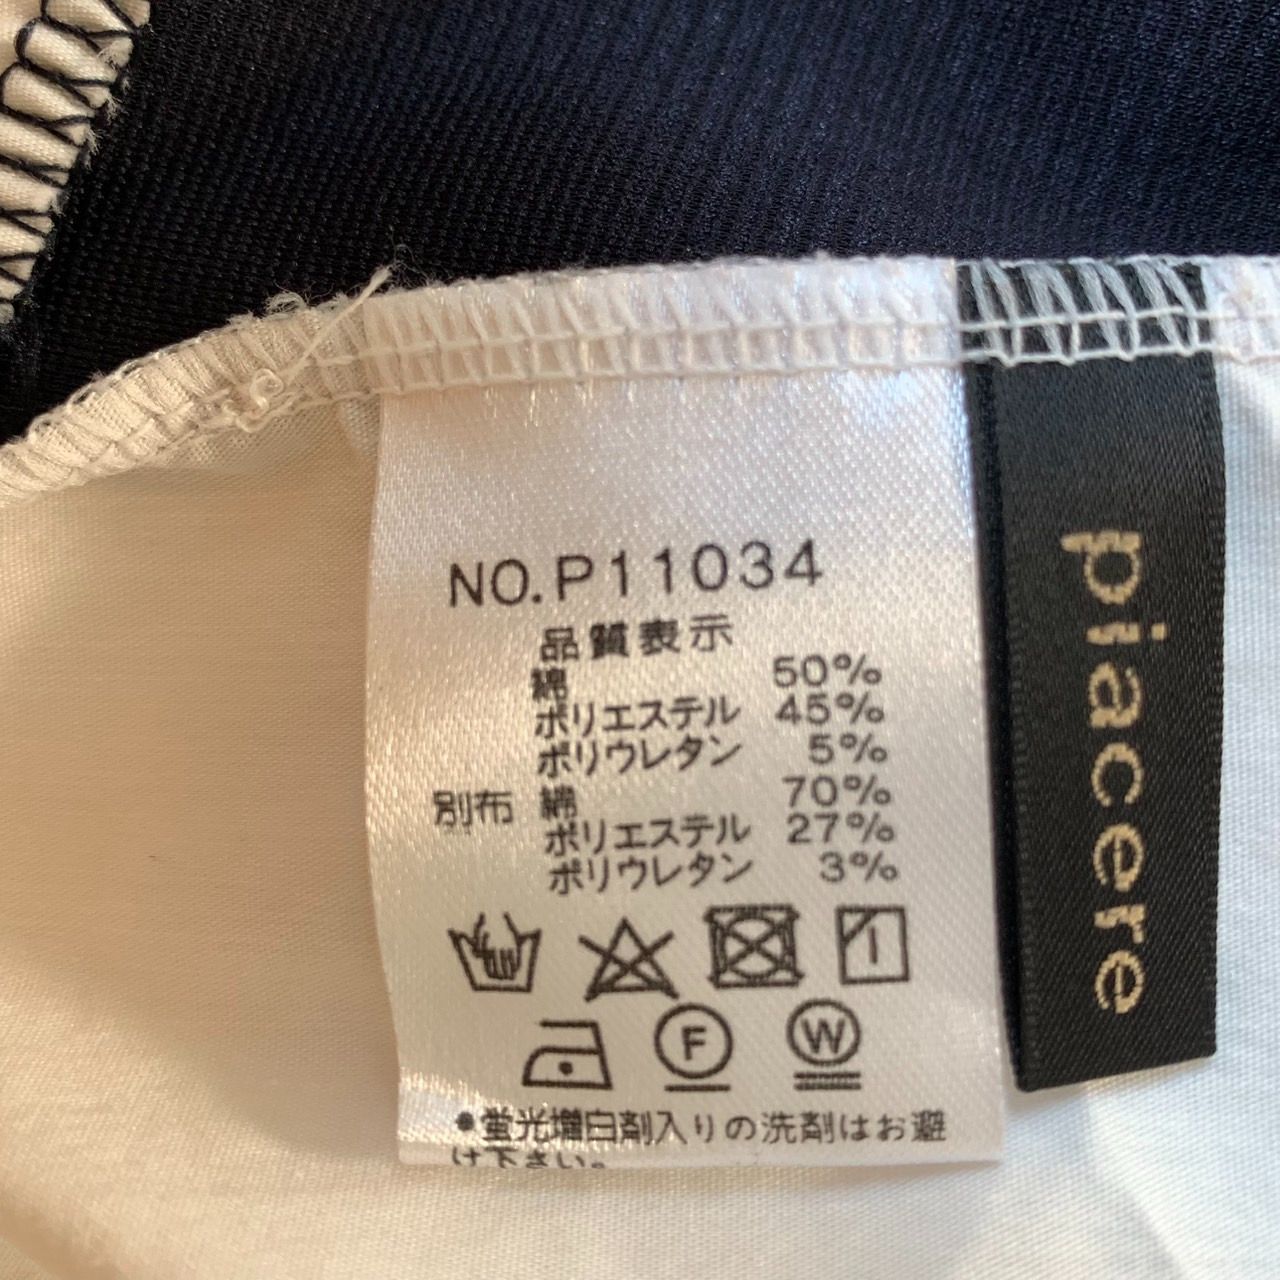 NO.P11034
品質表示
綿 50%
ポリエステル 45%
ポリウレタン 5%
別布 綿 70%
ポリエステル 27%
ポリウレタン 3%
F W
•蛍光増白剤入りの洗剤はお避
け下さい。
piacere